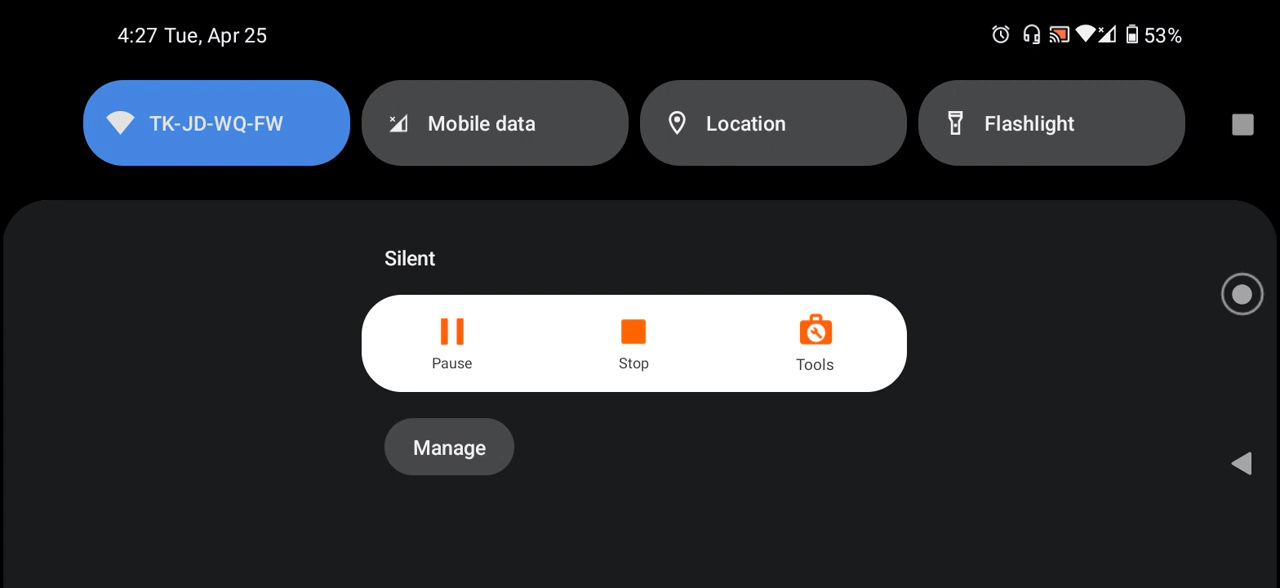 4:27 Tue, Apr 25
53%
TK-JD-WQ-FW
Mobile data
Location
Flashlight
Silent
Pause
Stop
Tools
Manage